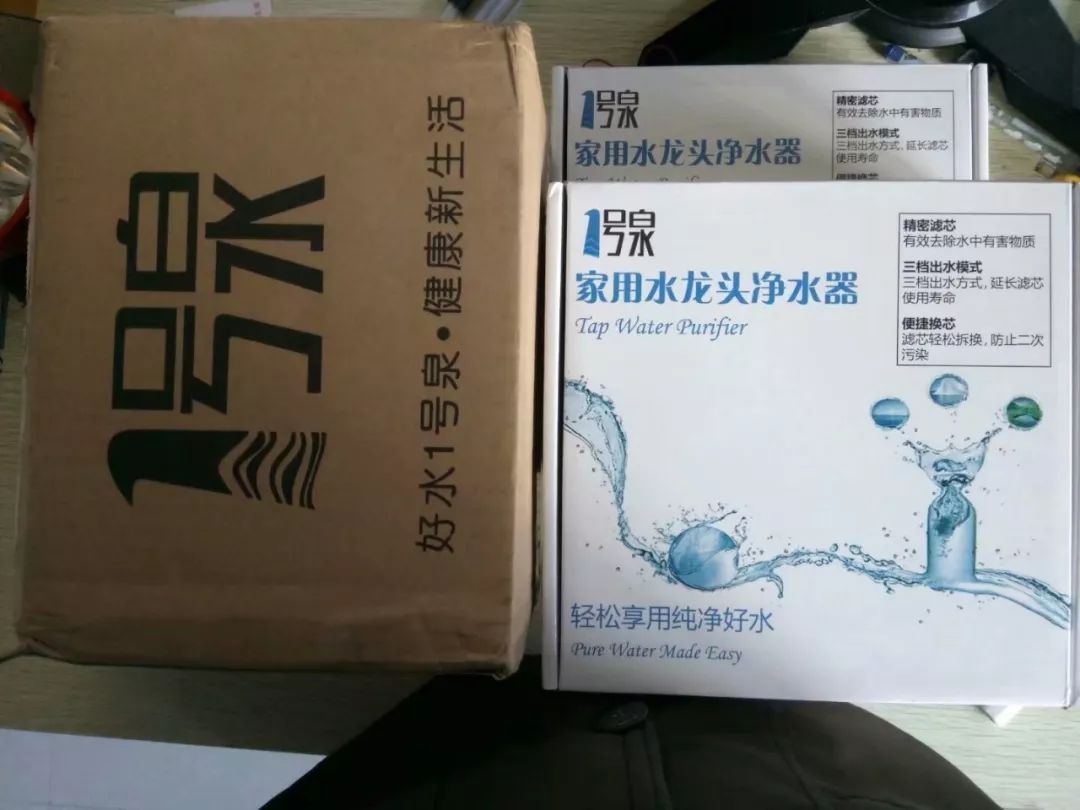 1号泉
好水1号泉·健康新生活
1号泉
家用水龙头净水器
精密滤芯
有效去除水中有害物质
三档出水模式
三档出水方式,延长滤芯
使用寿命
便捷换芯
1号泉
家用水龙头净水器
Tap Water Purifier
精密滤芯
有效去除水中有害物质
三档出水模式
三档出水方式,延长滤芯
使用寿命
便捷换芯
滤芯轻松拆换,防止二次
污染
轻松享用纯净好水
Pure Water Made Easy